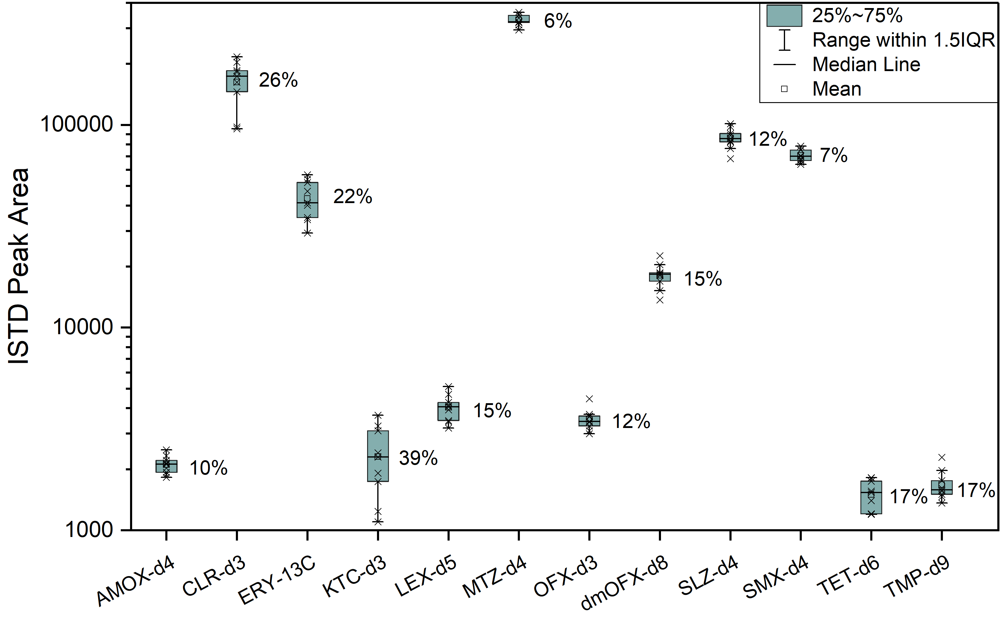 25%~75%
Range within 1.5IQR
Median Line
Mean
ISTD Peak Area
100000
10000
1000
6%
26%
12%
7%
22%
15%
15%
12%
39%
10%
17%
17%
AMOX-d4
CLR-d3
ERY-13C
KTC-d3
LEX-d5
MTZ-d4
OFX-d3
dmOFX-d8
SLZ-d4
SMX-d4
TET-d6
TMP-d9